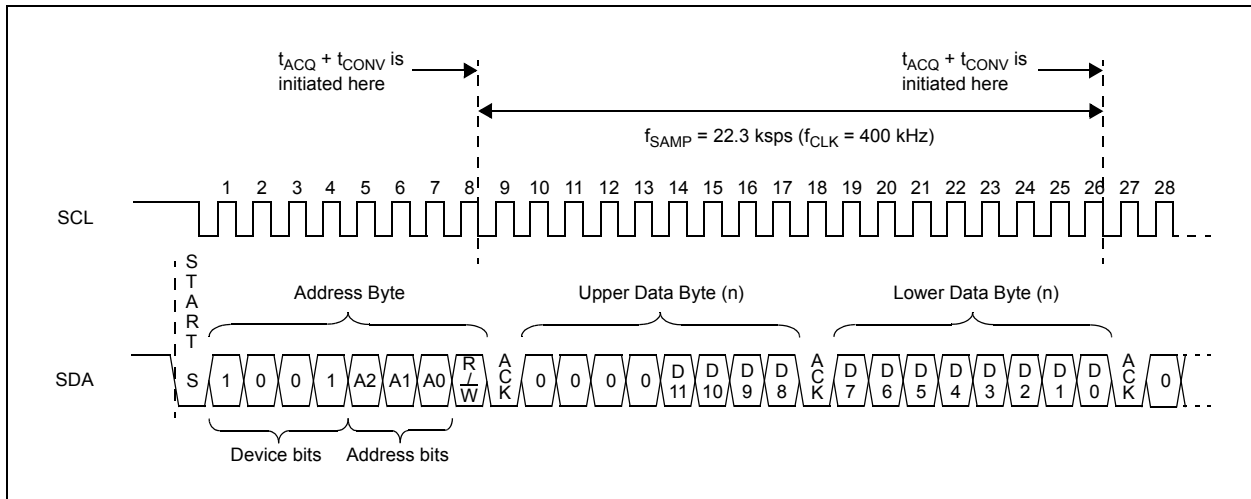 tACQ + tCONV is
initiated here
tACQ + tCONV is
initiated here
fSAMP = 22.3 ksps (fCLK = 400 kHz)
1 2 3 4 5 6 7 8 9 10 11 12 13 14 15 16 17 18 19 20 21 22 23 24 25 26 27 28
SCL
START
Address Byte
Upper Data Byte (n)
Lower Data Byte (n)
SDA
S 1 0 0 1 A2 A1 A0 R/W ACK 0 0 0 0 D11 D10 D9 D8 ACK D7 D6 D5 D4 D3 D2 D1 D0 ACK 0
Device bits
Address bits